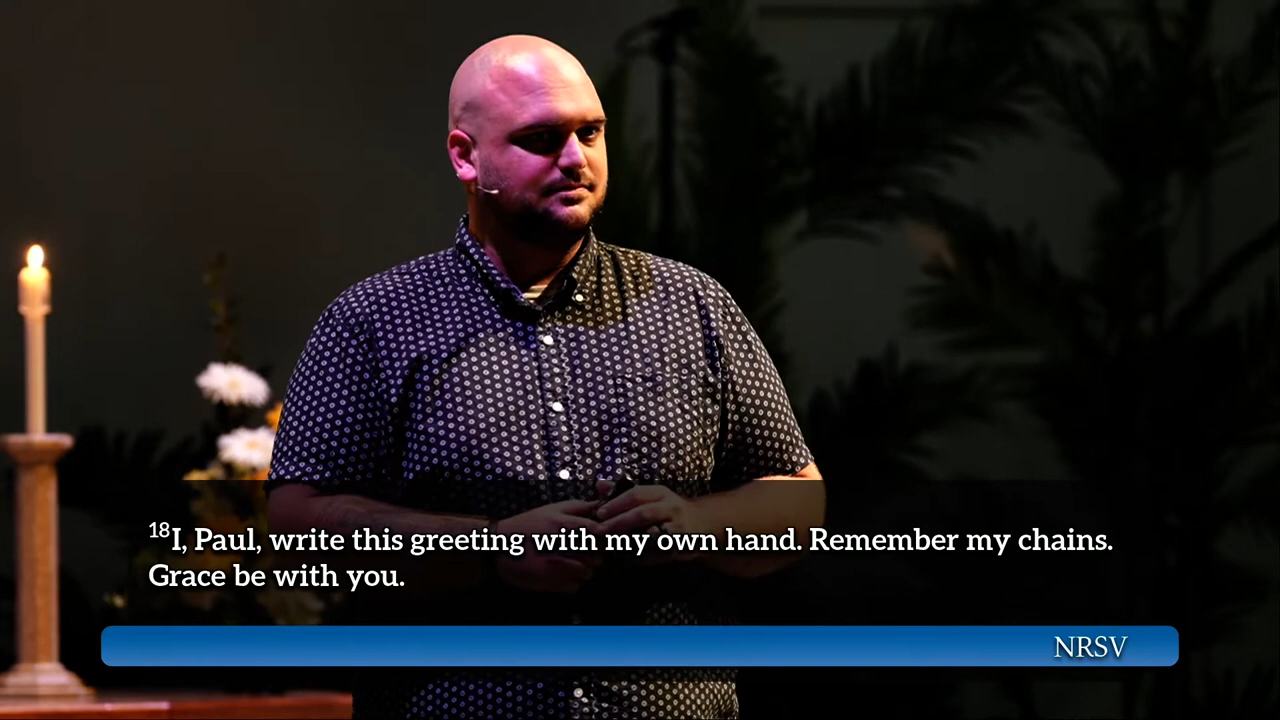 18I, Paul, write this greeting with my own hand. Remember my chains.
Grace be with you.
NRSV